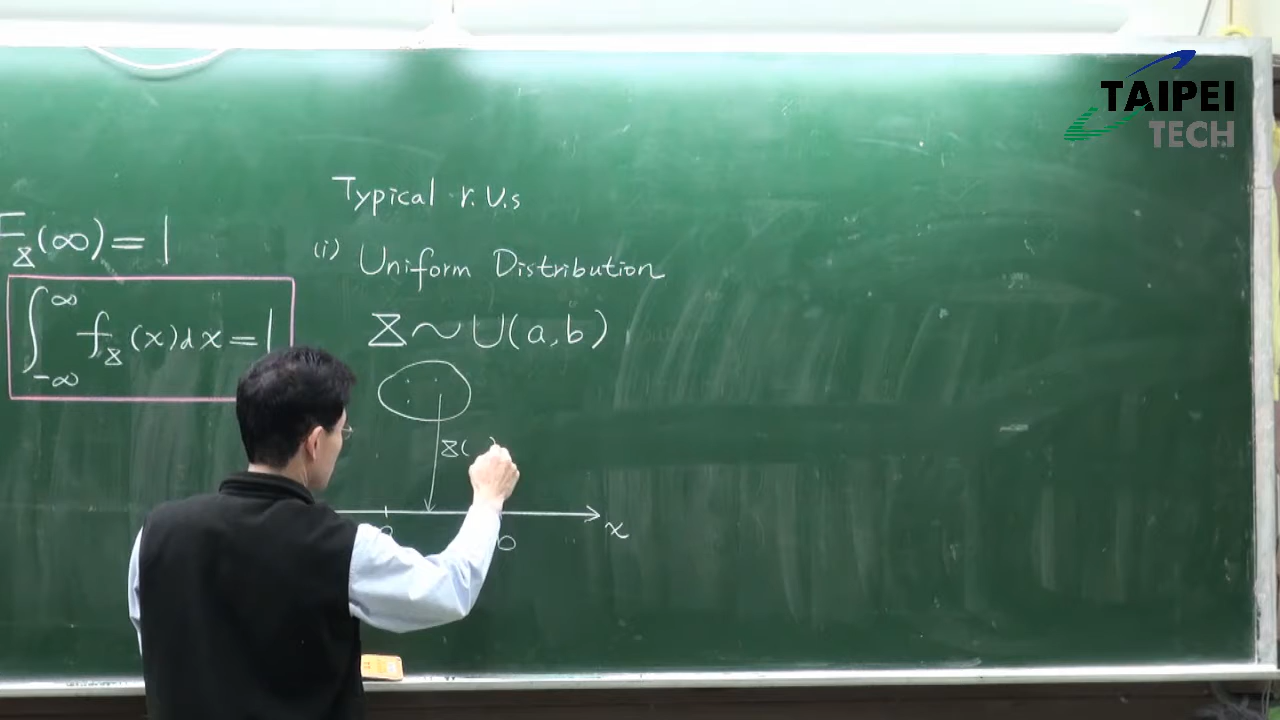 TAIPEI
TECH
F_X(∞) = 1
∫_{-∞}^{∞} f_X(x)dx = 1
Typical r.v.s
(i) Uniform Distribution
X ~ U(a,b)
X( )
x